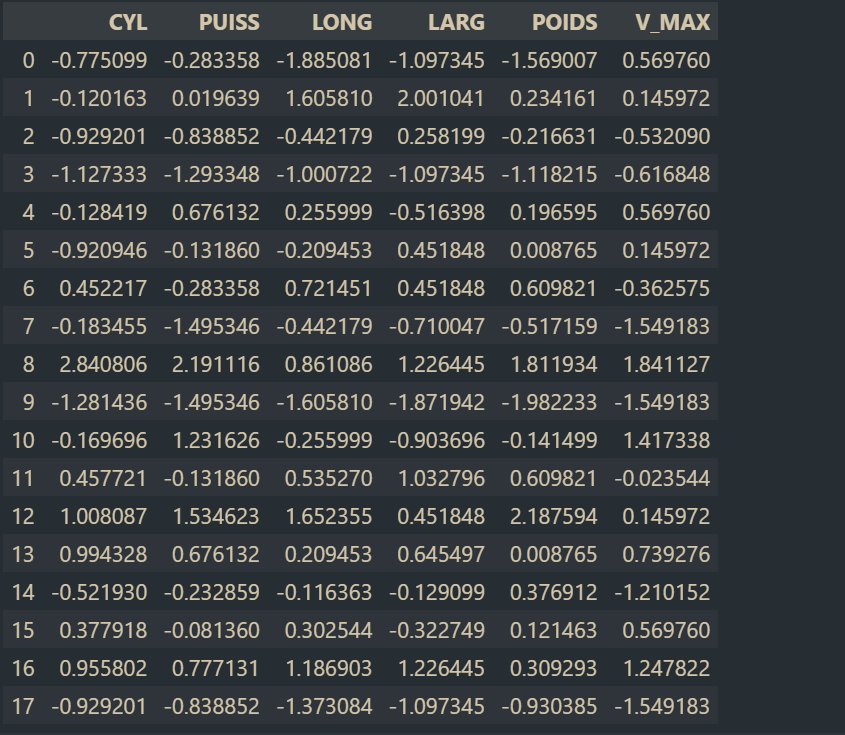 CYL PUISS LONG LARG POIDS V_MAX
0 -0.775099 -0.283358 -1.885081 -1.097345 -1.569007 0.569760
1 -0.120163 0.019639 1.605810 2.001041 0.234161 0.145972
2 -0.929201 -0.838852 -0.442179 0.258199 -0.216631 -0.532090
3 -1.127333 -1.293348 -1.000722 -1.097345 -1.118215 -0.616848
4 -0.128419 0.676132 0.255999 -0.516398 0.196595 0.569760
5 -0.920946 -0.131860 -0.209453 0.451848 0.008765 0.145972
6 0.452217 -0.283358 0.721451 0.451848 0.609821 -0.362575
7 -0.183455 -1.495346 -0.442179 -0.710047 -0.517159 -1.549183
8 2.840806 2.191116 0.861086 1.226445 1.811934 1.841127
9 -1.281436 -1.495346 -1.605810 -1.871942 -1.982233 -1.549183
10 -0.169696 1.231626 -0.255999 -0.903696 -0.141499 1.417338
11 0.457721 -0.131860 0.535270 1.032796 0.609821 -0.023544
12 1.008087 1.534623 1.652355 0.451848 2.187594 0.145972
13 0.994328 0.676132 0.209453 0.645497 0.008765 0.739276
14 -0.521930 -0.232859 -0.116363 -0.129099 0.376912 -1.210152
15 0.377918 -0.081360 0.302544 -0.322749 0.121463 0.569760
16 0.955802 0.777131 1.186903 1.226445 0.309293 1.247822
17 -0.929201 -0.838852 -1.373084 -1.097345 -0.930385 -1.549183